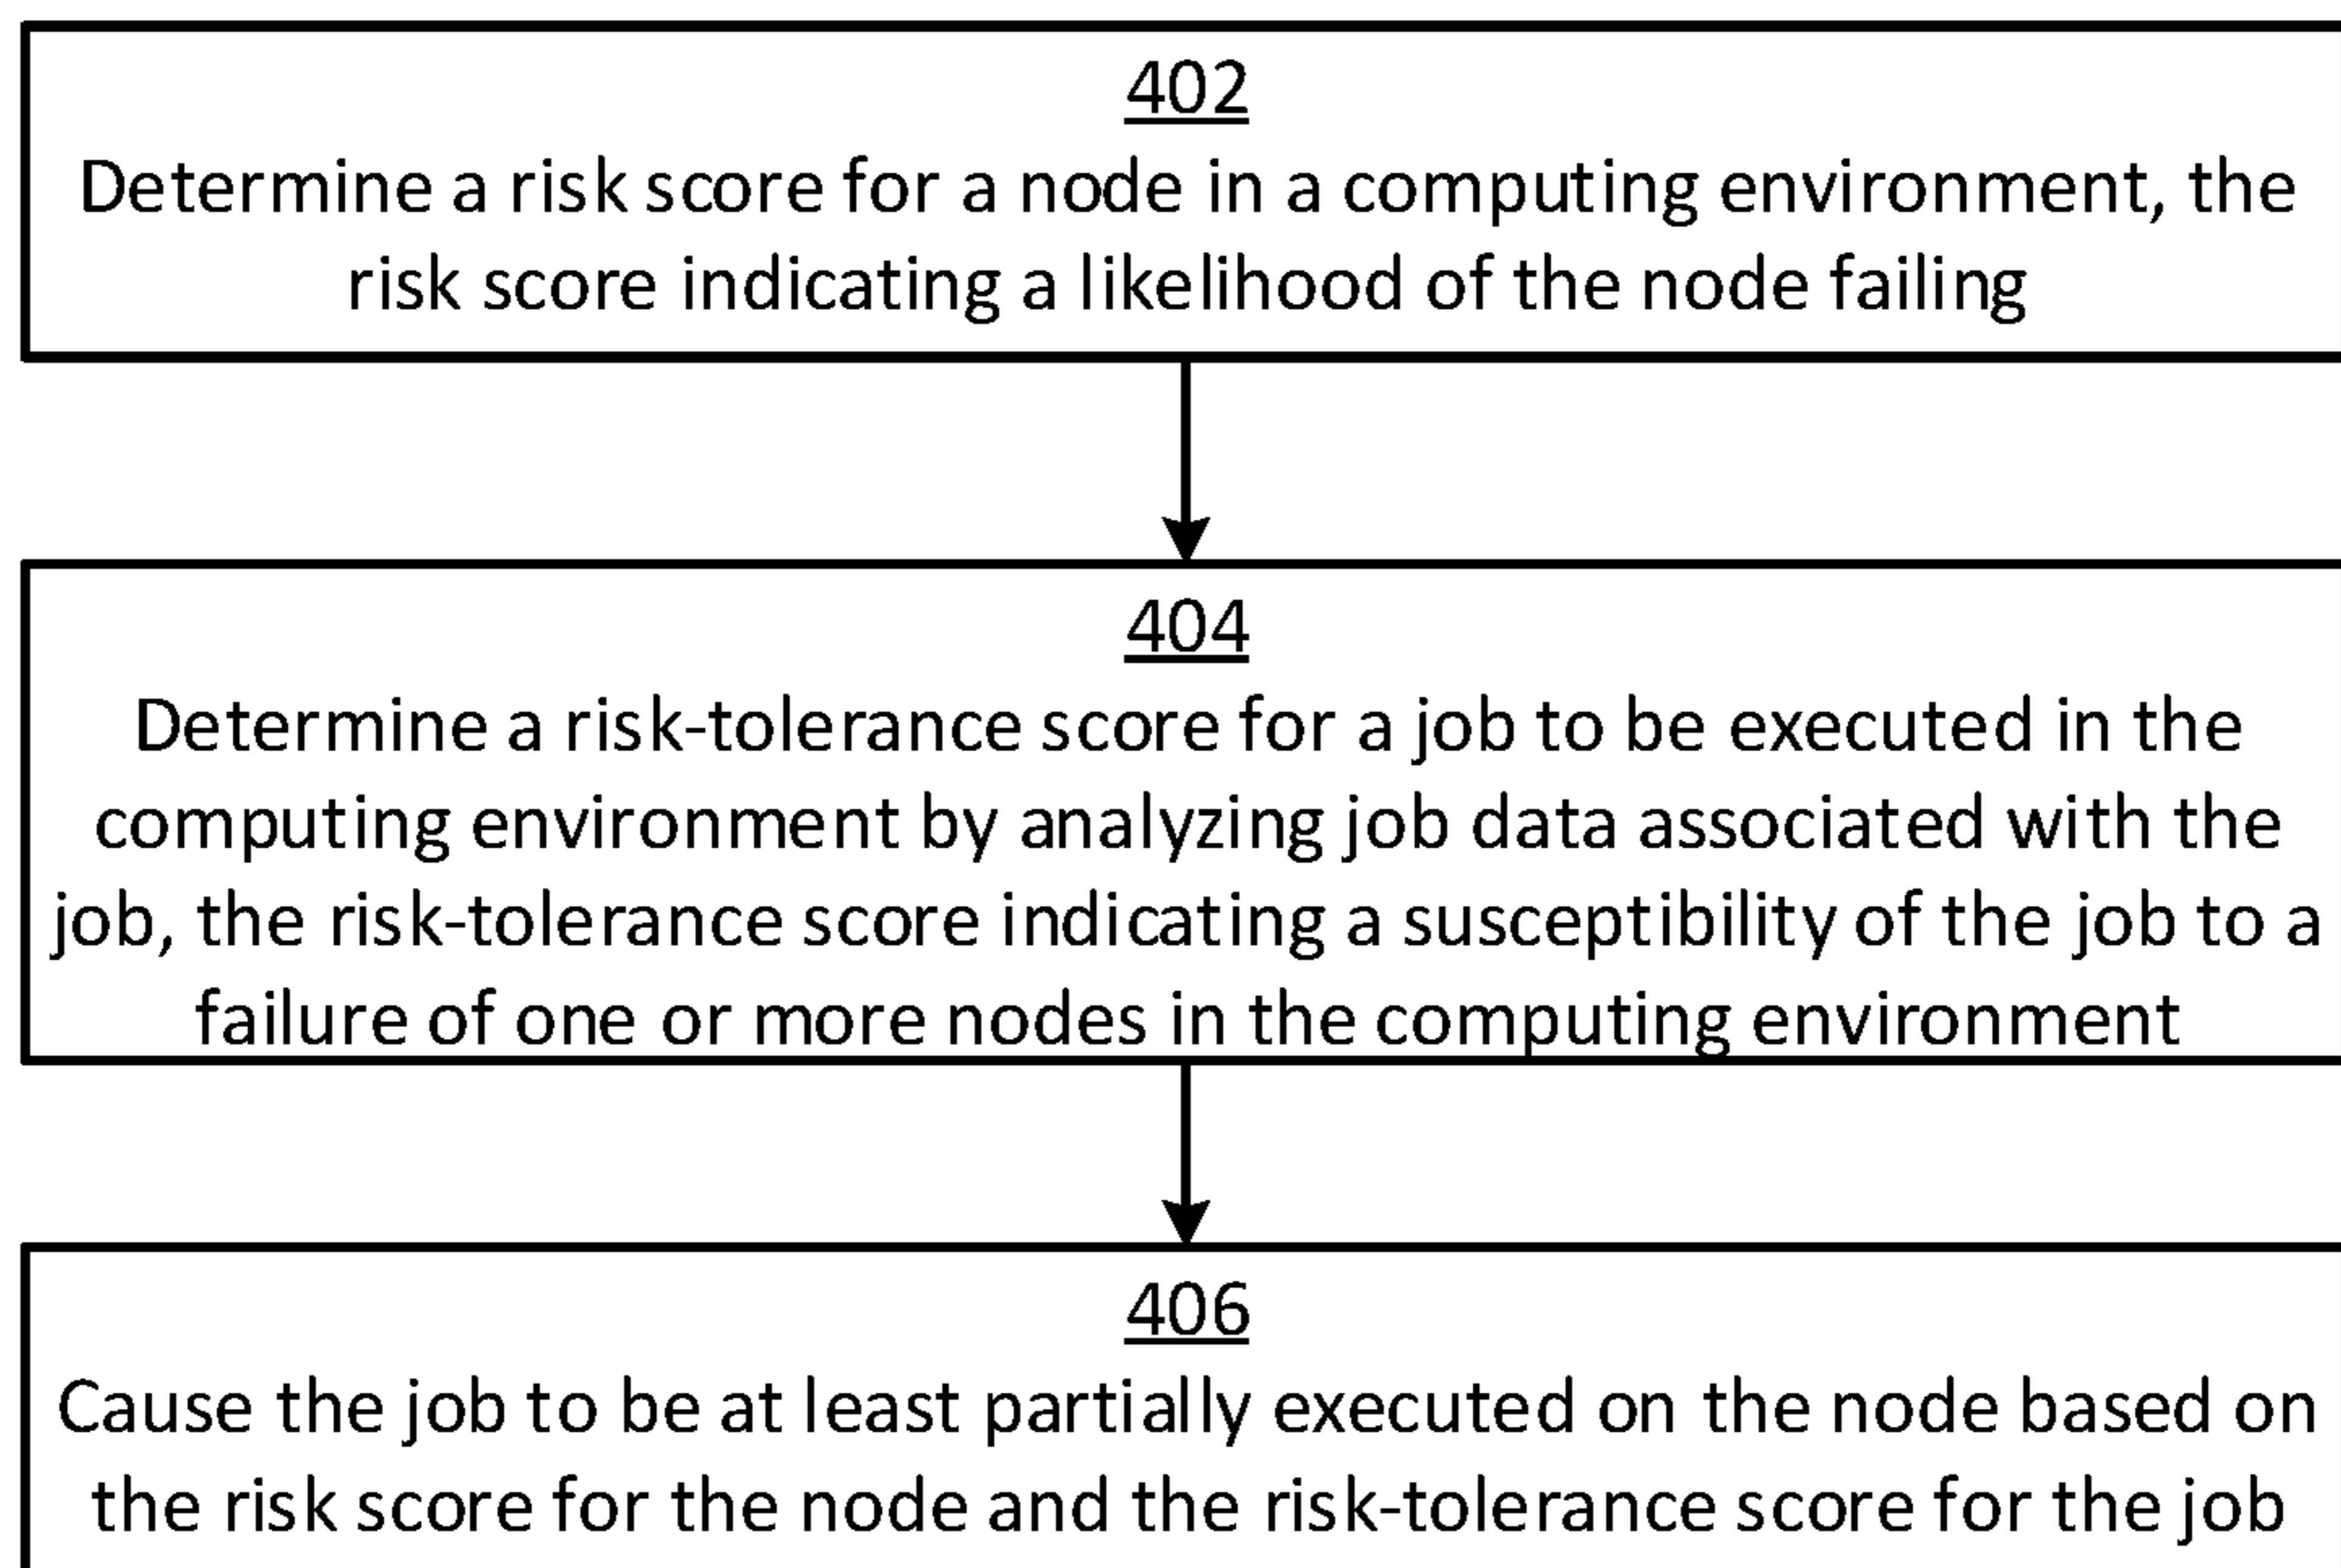 402
Determine a risk score for a node in a computing environment, the
risk score indicating a likelihood of the node failing
404
Determine a risk-tolerance score for a job to be executed in the
computing environment by analyzing job data associated with the
job, the risk-tolerance score indicating a susceptibility of the job to a
failure of one or more nodes in the computing environment
406
Cause the job to be at least partially executed on the node based on
the risk score for the node and the risk-tolerance score for the job